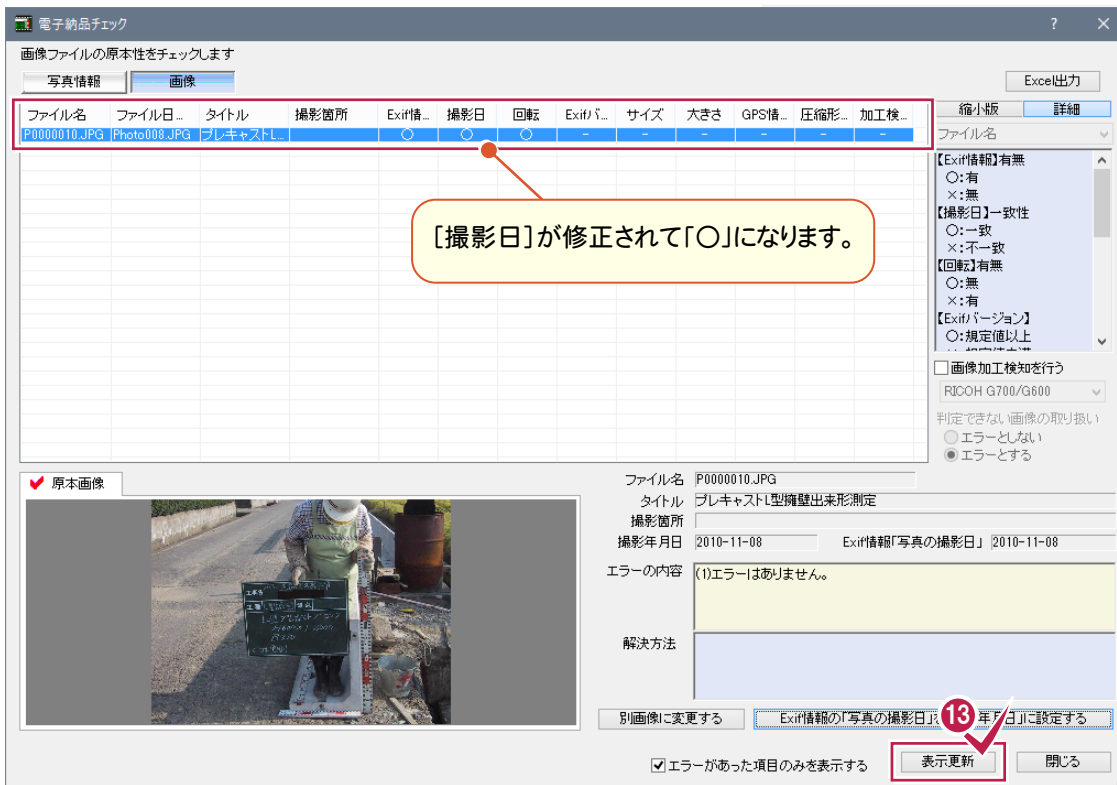 電子納品チェック
?
×
画像ファイルの原本性をチェックします
写真情報 画像 Excel出力
ファイル名 ファイル日... タイトル 撮影箇所 Exif情... 撮影日 回転 Exifバ... サイズ 大きさ GPS情... 圧縮形... 加工検...
P0000010.JPG Photo008.JPG プレキャストL... ○ ○ ○ - - - - - -
縮小版 詳細
ファイル名
【Exif情報】有無
○:有
×:無
【撮影日】一致性
○:一致
×:不一致
【回転】有無
○:無
×:有
【Exifバージョン】
○:規定値以上
[撮影日]が修正されて「○」になります。
画像加工検知を行う
RICOH G700/G600
判定できない画像の取り扱い
エラーとしない
エラーとする
原本画像
ファイル名 P0000010.JPG
タイトル プレキャストL型擁壁出来形測定
撮影箇所
撮影年月日 2010-11-08 Exif情報「写真の撮影日」 2010-11-08
エラーの内容 (1)エラーはありません。
解決方法
別画像に変更する Exif情報の「写真の撮影日」を 年月日」に設定する
13
エラーがあった項目のみを表示する 表示更新 閉じる